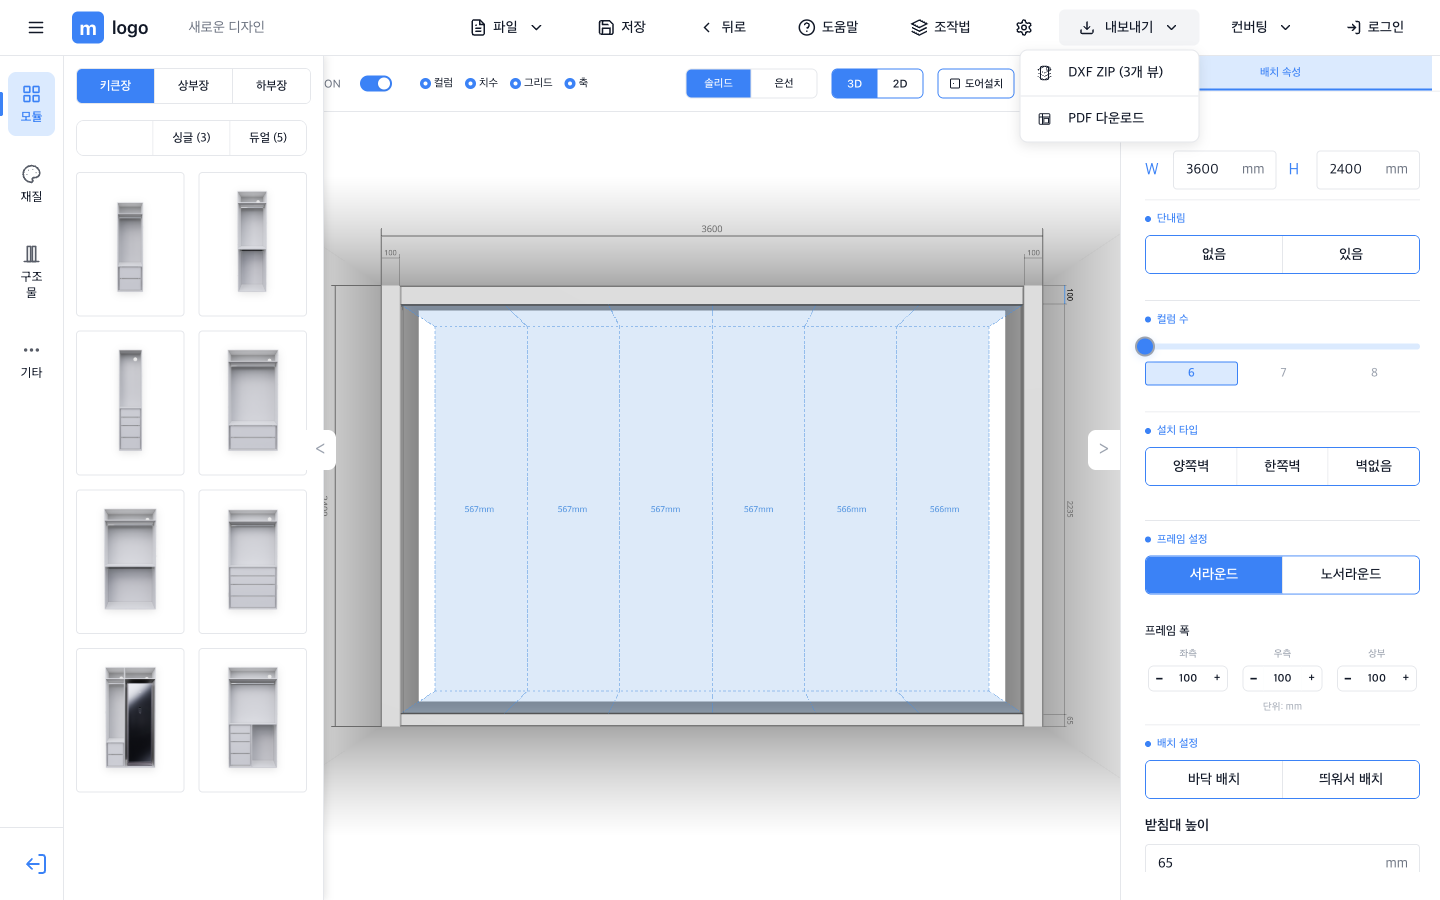 m logo
새로운 디자인
파일
저장
뒤로
도움말
조작법
내보내기
컨버팅
로그인
DXF ZIP (3개 뷰)
PDF 다운로드
모듈
재질
구조
물
기타
키큰장
상부장
하부장
싱글 (3)
듀얼 (5)
ON
컬럼
치수
그리드
축
솔리드
은선
3D
2D
도어설치
배치 속성
3600
100
100
100
2235
65
567mm
567mm
567mm
567mm
566mm
566mm
<
>
W
3600
mm
H
2400
mm
단내림
없음
있음
컬럼 수
6
7
8
설치 타입
양쪽벽
한쪽벽
벽없음
프레임 설정
서라운드
노서라운드
프레임 폭
좌측
우측
상부
− 100 +
− 100 +
− 100 +
단위: mm
배치 설정
바닥 배치
띄워서 배치
받침대 높이
65
mm